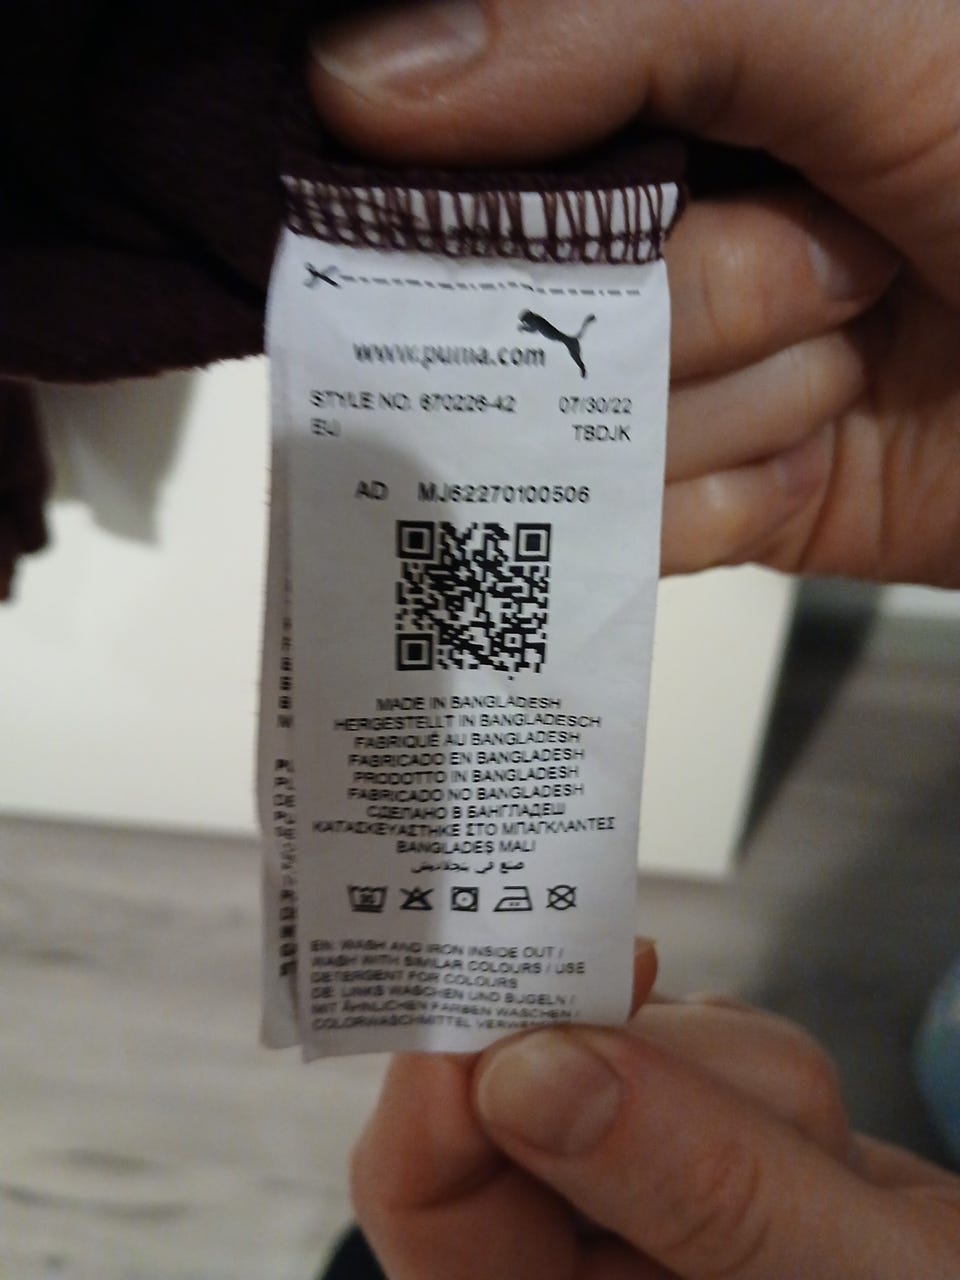 www.puma.com
STYLE NO. 670226-42 07/30/22
EU TBDJK
AD MJ62270100506
MADE IN BANGLADESH
HERGESTELLT IN BANGLADESCH
FABRIQUÉ AU BANGLADESH
FABRICADO EN BANGLADESH
PRODOTTO IN BANGLADESH
FABRICADO NO BANGLADESH
СДЕЛАНО В БАНГЛАДЕШ
ΚΑΤΑΣΚΕΥΑΣΤΗΚΕ ΣΤΟ ΜΠΑΓΚΛΑΝΤΕΣ
BANGLADEŞ MALI
صنع في بنجلاديش
EN: WASH AND IRON INSIDE OUT /
WASH WITH SIMILAR COLOURS / USE
DETERGENT FOR COLOURS
DE: LINKS WASCHEN UND BÜGELN /
MIT ÄHNLICHEN FARBEN WASCHEN /
COLORWASCHMITTEL